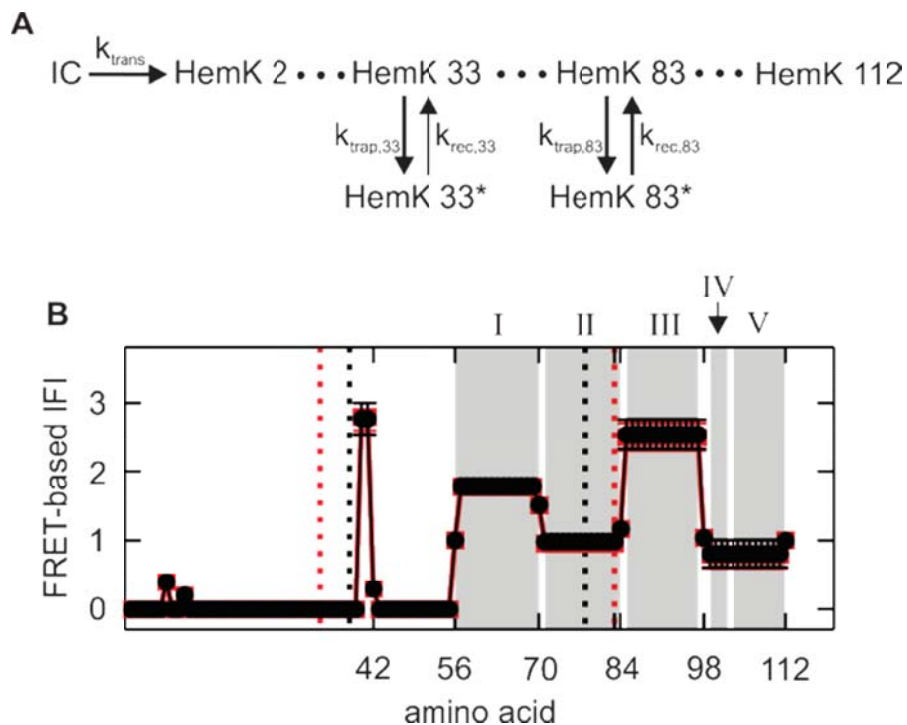 A
k_trans
IC HemK 2 • • • HemK 33 • • • HemK 83 • • • HemK 112
k_trap,33 k_rec,33 k_trap,83 k_rec,83
HemK 33* HemK 83*
IV
B I II III V
3
2
1
0
FRET-based IFI
42 56 70 84 98 112
amino acid